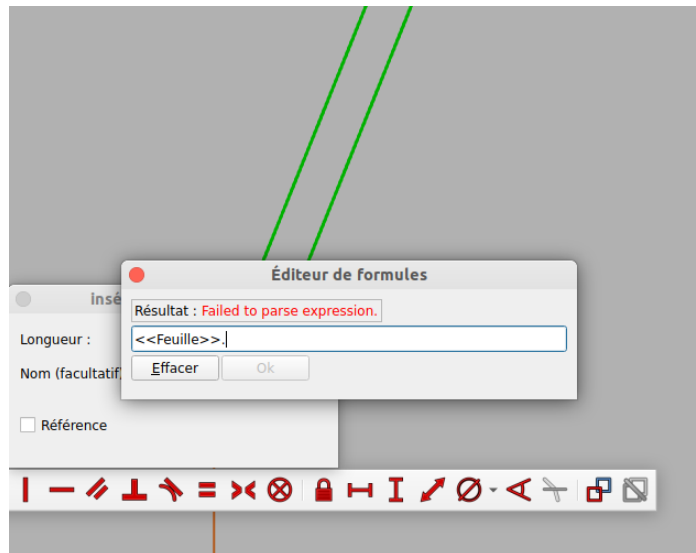 Éditeur de formules
insé
Résultat : Failed to parse expression.
Longueur :
<<Feuille>>.
Nom (facultatif)
Effacer
Ok
Référence